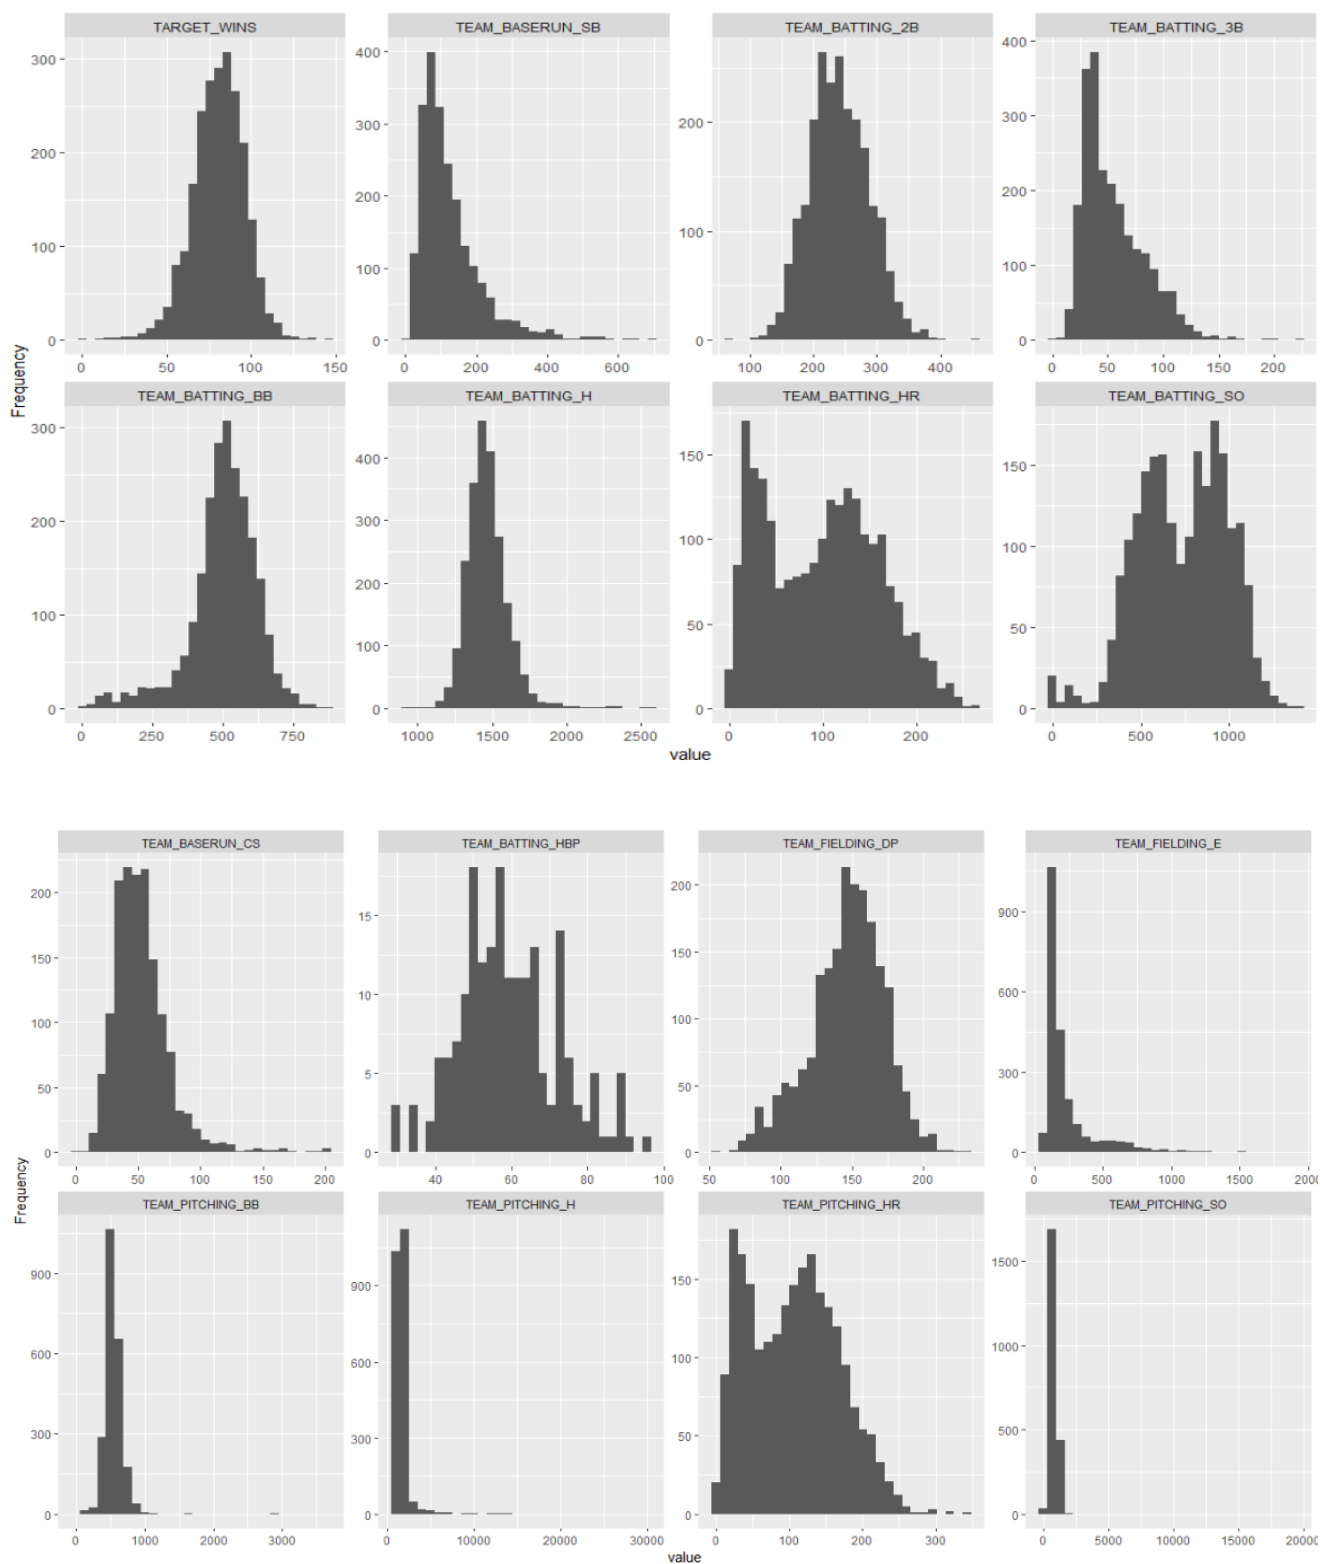 TARGET_WINS TEAM_BASERUN_SB TEAM_BATTING_2B TEAM_BATTING_3B
300 200 100 0
400 300 200 100 0
200 100 0
400 300 200 100 0
0 50 100 150
0 200 400 600
100 200 300 400
0 50 100 150 200
Frequency
TEAM_BATTING_BB TEAM_BATTING_H TEAM_BATTING_HR TEAM_BATTING_SO
300 200 100 0
400 300 200 100 0
150 100 50 0
150 100 50 0
0 250 500 750
1000 1500 2000 2500
0 100 200
0 500 1000
value
TEAM_BASERUN_CS TEAM_BATTING_HBP TEAM_FIELDING_DP TEAM_FIELDING_E
200 150 100 50 0
15 10 5 0
200 150 100 50 0
900 600 300 0
0 50 100 150 200
40 60 80 100
50 100 150 200
0 500 1000 1500 2000
Frequency
TEAM_PITCHING_BB TEAM_PITCHING_H TEAM_PITCHING_HR TEAM_PITCHING_SO
900 600 300 0
900 600 300 0
150 100 50 0
1500 1000 500 0
0 1000 2000 3000
0 10000 20000 30000
0 100 200 300
0 5000 10000 15000 20000
value